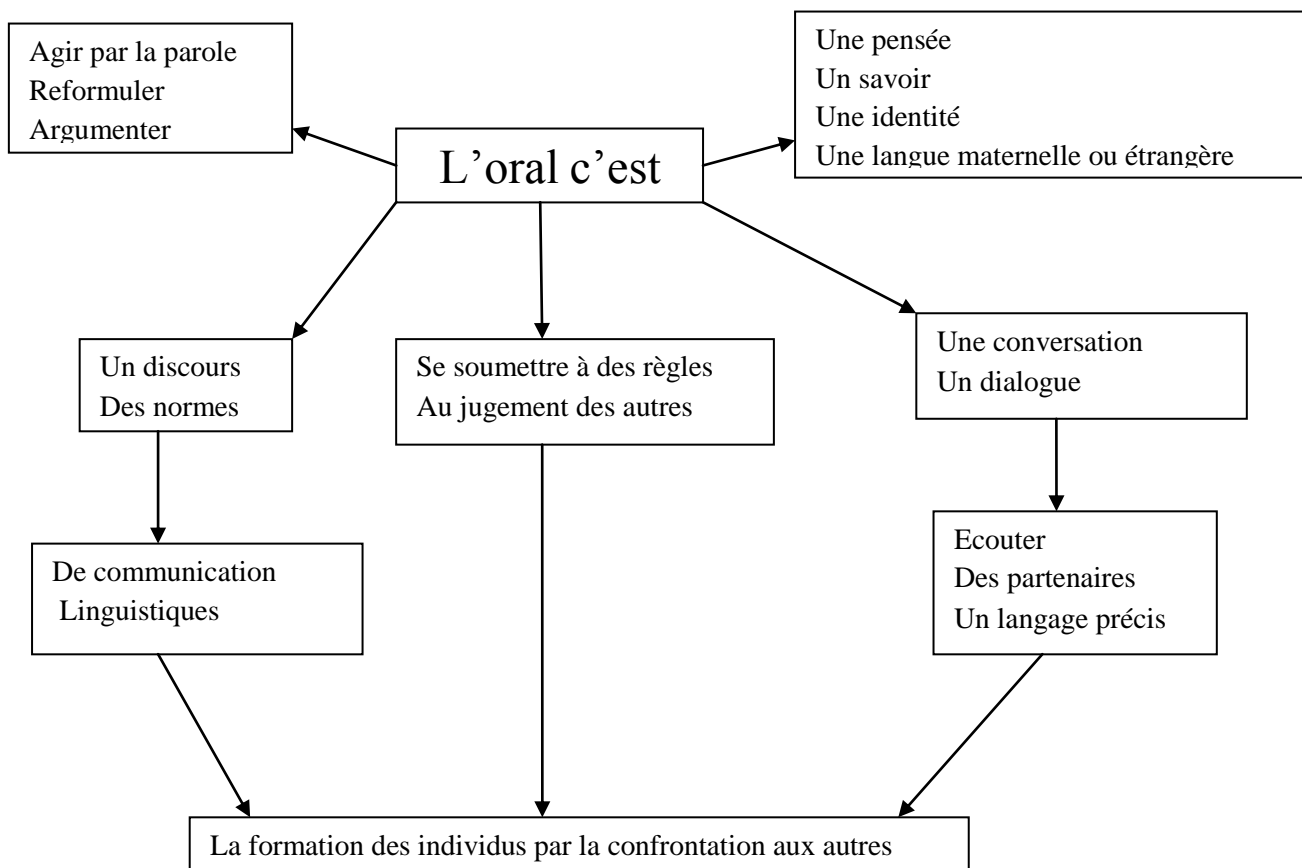 Agir par la parole
Reformuler
Argumenter
Une pensée
Un savoir
Une identité
Une langue maternelle ou étrangère
L’oral c’est
Un discours
Des normes
Se soumettre à des règles
Au jugement des autres
Une conversation
Un dialogue
De communication
Linguistiques
Ecouter
Des partenaires
Un langage précis
La formation des individus par la confrontation aux autres